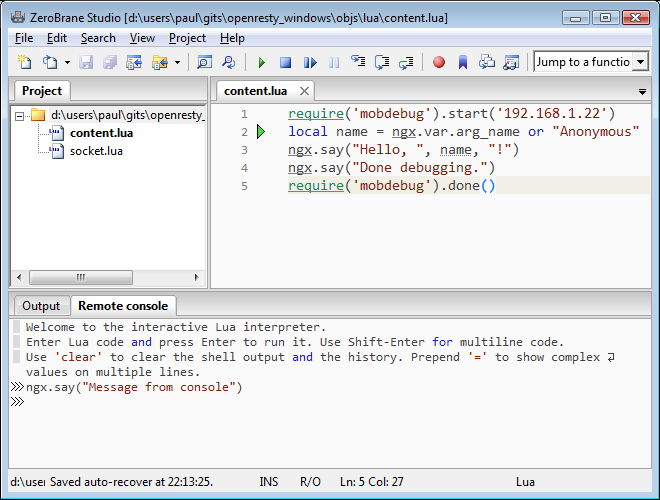 ZeroBrane Studio [d:\users\paul\gits\openresty_windows\objs\lua\content.lua]
File Edit Search View Project Help
Jump to a functio
Project
content.lua
d:\users\paul\gits\openresty_
content.lua
socket.lua
1 require('mobdebug').start('192.168.1.22')
2 local name = ngx.var.arg_name or "Anonymous"
3 ngx.say("Hello, ", name, "!")
4 ngx.say("Done debugging.")
5 require('mobdebug').done()
Output Remote console
Welcome to the interactive Lua interpreter.
Enter Lua code and press Enter to run it. Use Shift-Enter for multiline code.
Use 'clear' to clear the shell output and the history. Prepend '=' to show complex
values on multiple lines.
ngx.say("Message from console")
d:\user Saved auto-recover at 22:13:25. INS R/O Ln: 5 Col: 27 Lua